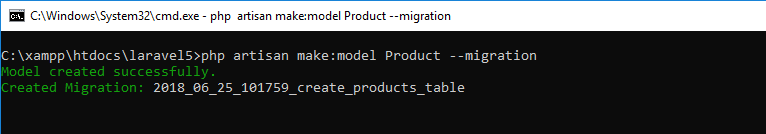 C:\Windows\System32\cmd.exe - php  artisan make:model Product --migration
C:\xampp\htdocs\laravel5>php artisan make:model Product --migration
Model created successfully.
Created Migration: 2018_06_25_101759_create_products_table